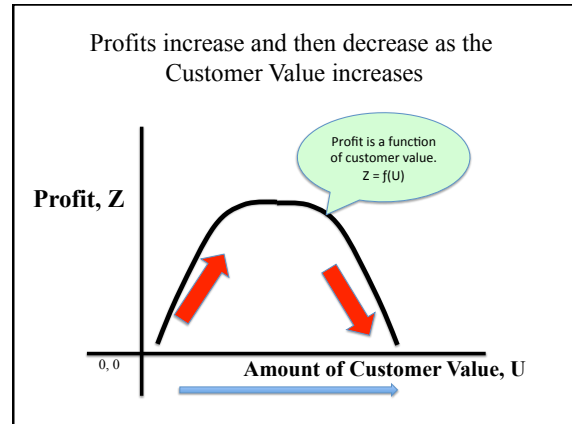 Profits increase and then decrease as the
Customer Value increases
Profit is a function
of customer value.
Z = ƒ(U)
Profit, Z
0, 0
Amount of Customer Value, U